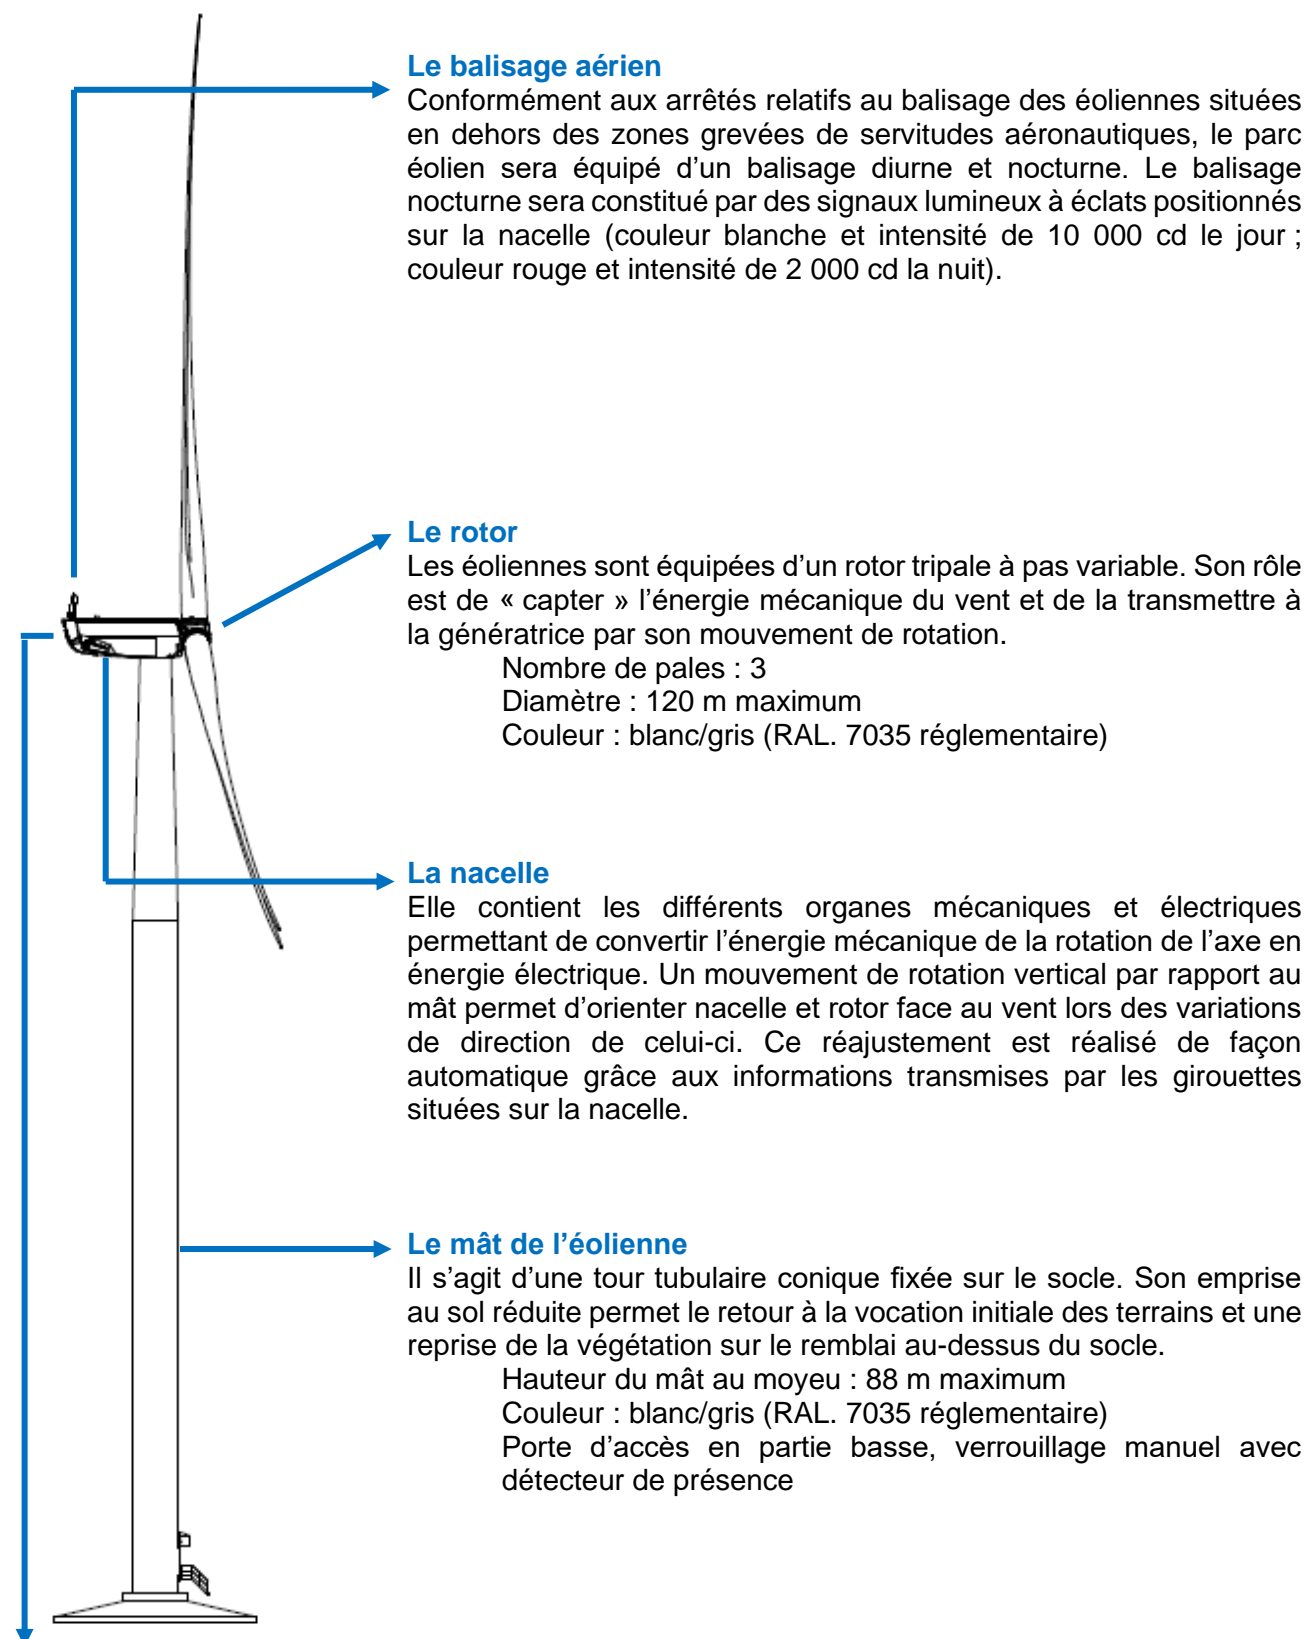 Le balisage aérien
Conformément aux arrêtés relatifs au balisage des éoliennes situées
en dehors des zones grevées de servitudes aéronautiques, le parc
éolien sera équipé d’un balisage diurne et nocturne. Le balisage
nocturne sera constitué par des signaux lumineux à éclats positionnés
sur la nacelle (couleur blanche et intensité de 10 000 cd le jour ;
couleur rouge et intensité de 2 000 cd la nuit).
Le rotor
Les éoliennes sont équipées d’un rotor tripale à pas variable. Son rôle
est de « capter » l’énergie mécanique du vent et de la transmettre à
la génératrice par son mouvement de rotation.
Nombre de pales : 3
Diamètre : 120 m maximum
Couleur : blanc/gris (RAL. 7035 réglementaire)
La nacelle
Elle contient les différents organes mécaniques et électriques
permettant de convertir l’énergie mécanique de la rotation de l’axe en
énergie électrique. Un mouvement de rotation vertical par rapport au
mât permet d’orienter nacelle et rotor face au vent lors des variations
de direction de celui-ci. Ce réajustement est réalisé de façon
automatique grâce aux informations transmises par les girouettes
situées sur la nacelle.
Le mât de l’éolienne
Il s’agit d’une tour tubulaire conique fixée sur le socle. Son emprise
au sol réduite permet le retour à la vocation initiale des terrains et une
reprise de la végétation sur le remblai au-dessus du socle.
Hauteur du mât au moyeu : 88 m maximum
Couleur : blanc/gris (RAL. 7035 réglementaire)
Porte d’accès en partie basse, verrouillage manuel avec
détecteur de présence